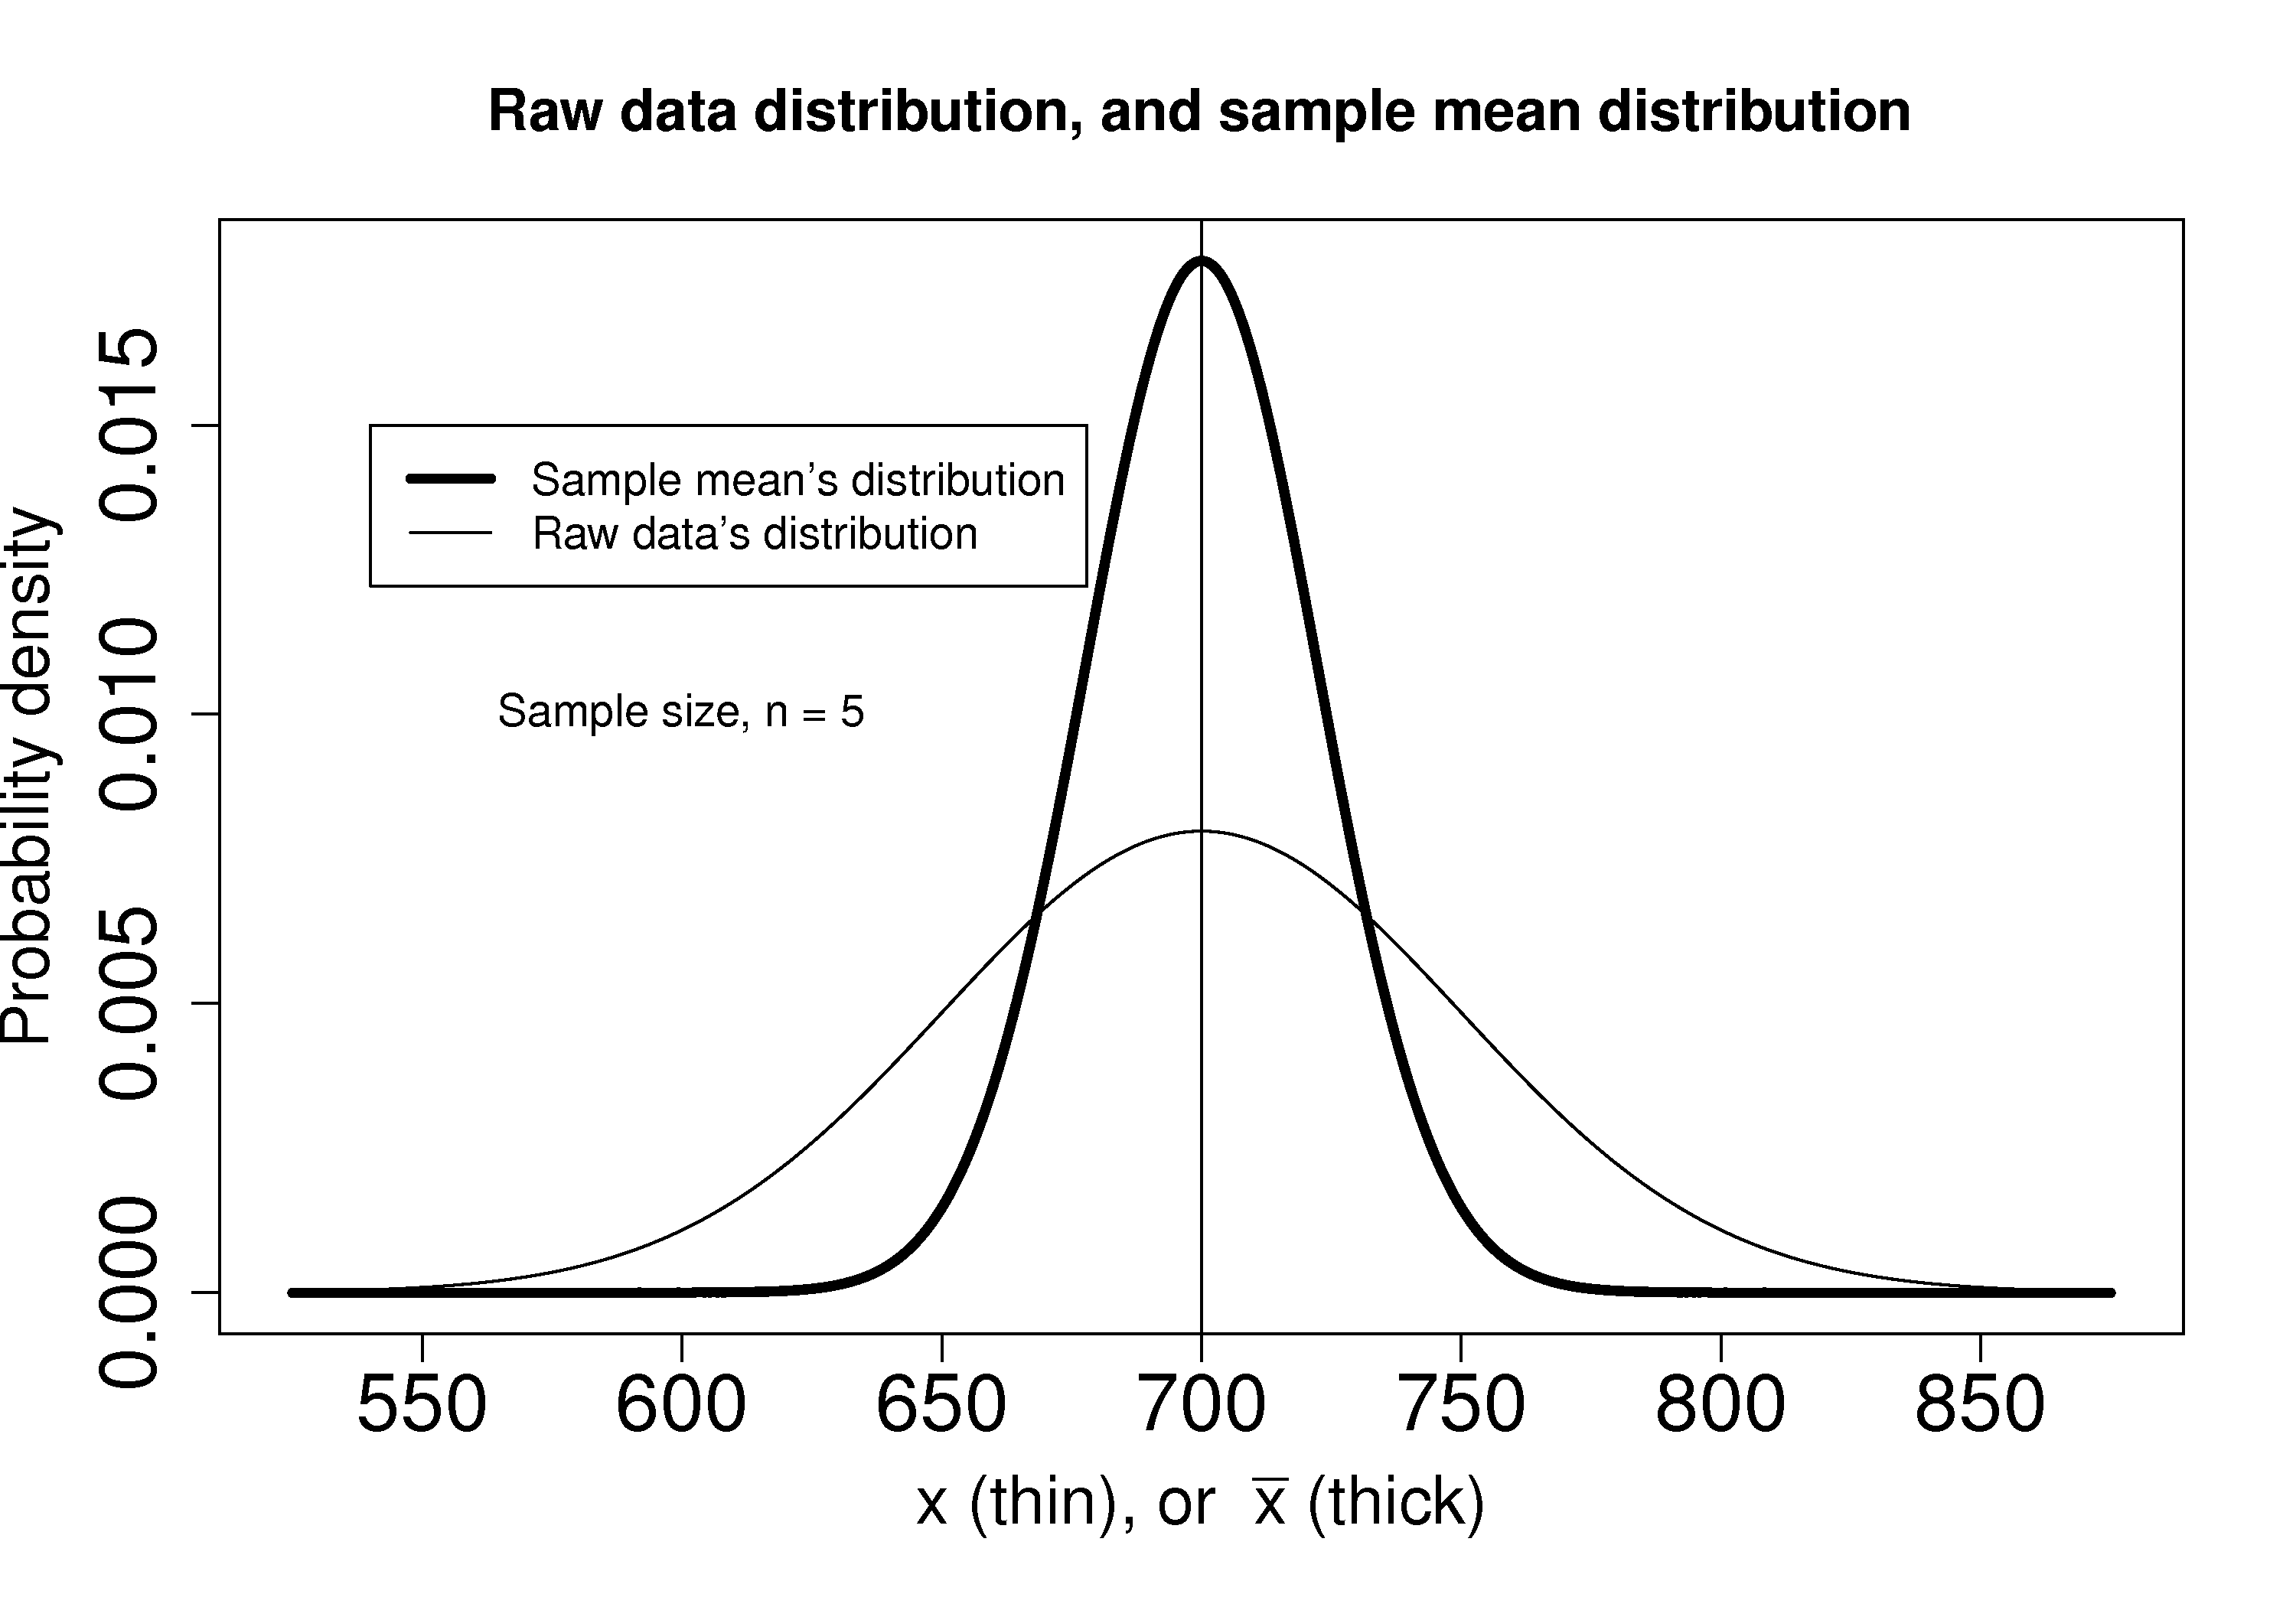 Raw data distribution, and sample mean distribution
Probability density
0.015
0.010
0.005
0.000
Sample mean’s distribution
Raw data’s distribution
Sample size, n = 5
550 600 650 700 750 800 850
x (thin), or x̅ (thick)